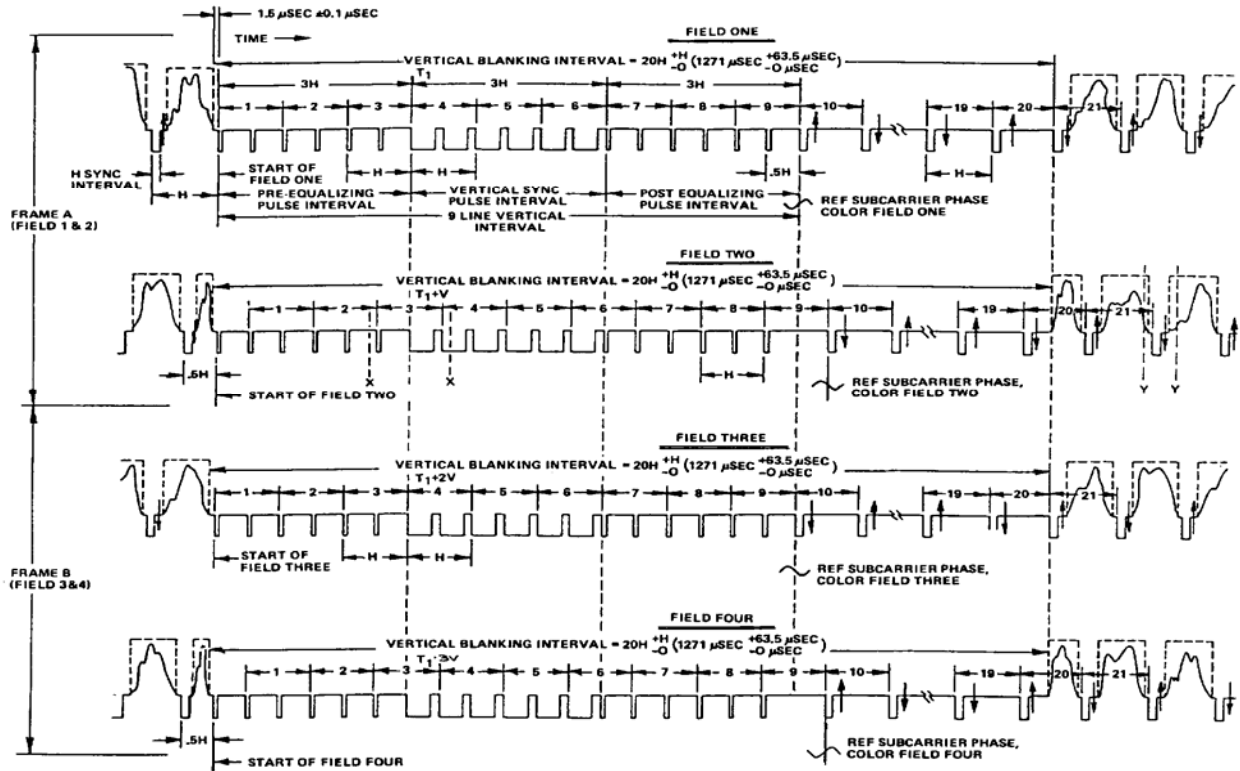 1.5 µSEC ±0.1 µSEC
TIME
FIELD ONE
VERTICAL BLANKING INTERVAL = 20H +H -O (1271 µSEC +63.5 µSEC -O µSEC)
T1
3H 3H 3H
1 2 3 4 5 6 7 8 9 10 19 20 21
H SYNC INTERVAL
H
START OF FIELD ONE
H H .5H H
PRE-EQUALIZING PULSE INTERVAL
VERTICAL SYNC PULSE INTERVAL
POST EQUALIZING PULSE INTERVAL
REF SUBCARRIER PHASE
COLOR FIELD ONE
9 LINE VERTICAL INTERVAL
FRAME A
(FIELD 1 & 2)
FIELD TWO
VERTICAL BLANKING INTERVAL = 20H +H -O (1271 µSEC +63.5 µSEC -O µSEC)
T1+V
1 2 3 4 5 6 7 8 9 10 19 20 21
.5H
START OF FIELD TWO
X X
H
REF SUBCARRIER PHASE,
COLOR FIELD TWO
Y Y
FIELD THREE
VERTICAL BLANKING INTERVAL = 20H +H -O (1271 µSEC +63.5 µSEC -O µSEC)
T1+2V
1 2 3 4 5 6 7 8 9 10 19 20 21
START OF
FIELD THREE
H H
REF SUBCARRIER PHASE,
COLOR FIELD THREE
FRAME B
(FIELD 3&4)
FIELD FOUR
VERTICAL BLANKING INTERVAL = 20H +H -O (1271 µSEC +63.5 µSEC -O µSEC)
1 2 3 4 5 6 7 8 9 10 19 20 21
.5H
START OF FIELD FOUR
REF SUBCARRIER PHASE,
COLOR FIELD FOUR